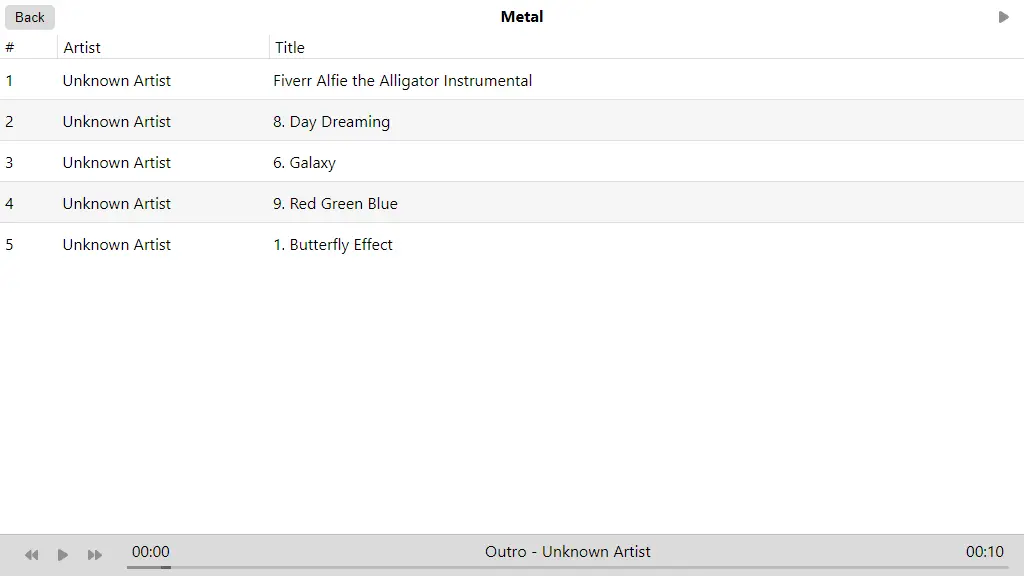 Back Metal
# Artist Title
1 Unknown Artist Fiverr Alfie the Alligator Instrumental
2 Unknown Artist 8. Day Dreaming
3 Unknown Artist 6. Galaxy
4 Unknown Artist 9. Red Green Blue
5 Unknown Artist 1. Butterfly Effect
00:00 Outro - Unknown Artist 00:10